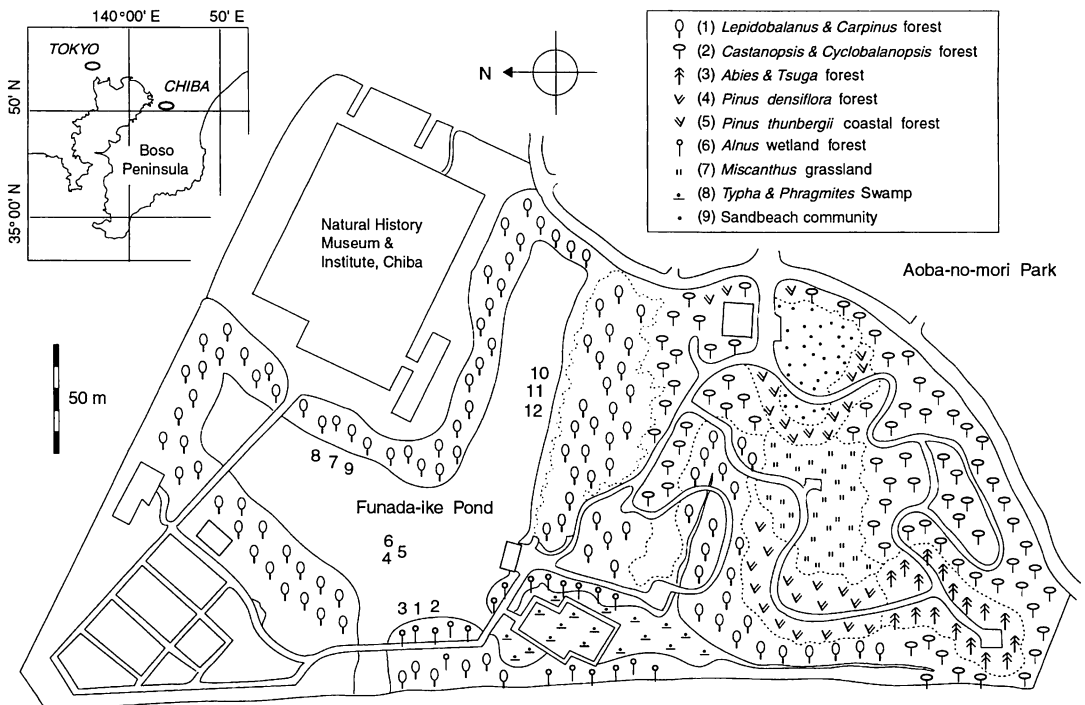 140°00' E
50' E
TOKYO
CHIBA
50' N
Boso
Peninsula
35°00' N
N
(1) Lepidobalanus & Carpinus forest
(2) Castanopsis & Cyclobalanopsis forest
(3) Abies & Tsuga forest
(4) Pinus densiflora forest
(5) Pinus thunbergii coastal forest
(6) Alnus wetland forest
(7) Miscanthus grassland
(8) Typha & Phragmites Swamp
(9) Sandbeach community
Natural History
Museum &
Institute, Chiba
Aoba-no-mori Park
50 m
10
11
12
8 7 9
Funada-ike Pond
6
4 5
3 1 2